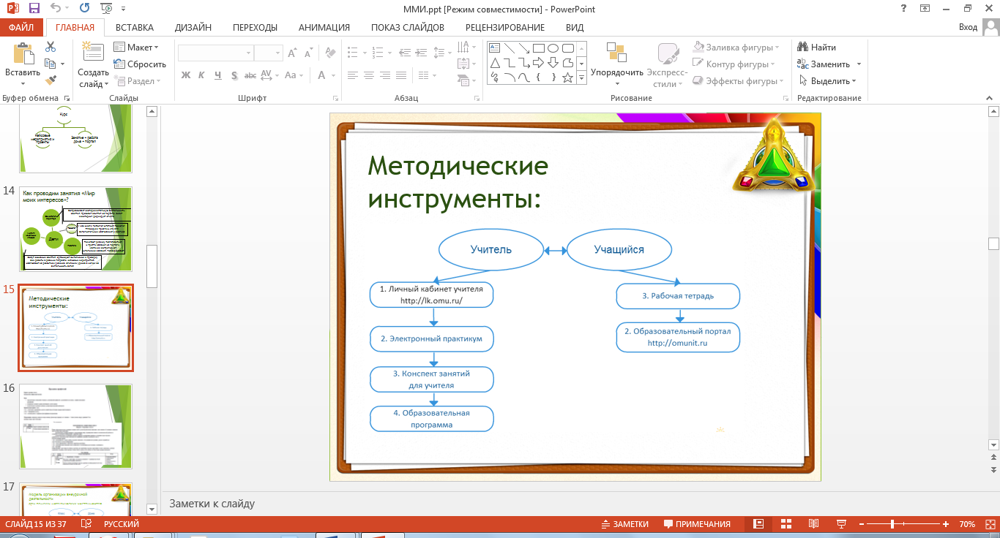 ММИ.ppt [Режим совместимости] - PowerPoint
ФАЙЛ
ГЛАВНАЯ
ВСТАВКА
ДИЗАЙН
ПЕРЕХОДЫ
АНИМАЦИЯ
ПОКАЗ СЛАЙДОВ
РЕЦЕНЗИРОВАНИЕ
ВИД
Вход
Вставить
Буфер обмена
Создать
слайд
Макет
Сбросить
Раздел
Слайды
Ж К Ч S abc AV Aa A
Шрифт
Абзац
Упорядочить
Экспресс-
стили
Заливка фигуры
Контур фигуры
Эффекты фигуры
Рисование
Найти
Заменить
Выделить
Редактирование
Курс
14
Как проводим занятия «Мир
моих интересов»?
Дети
15
Методические
инструменты:
16
17
Модель организации внеурочной
деятельности
Методические
инструменты:
Учитель
Учащийся
1. Личный кабинет учителя
http://lk.omu.ru/
2. Электронный практикум
3. Конспект занятий
для учителя
4. Образовательная
программа
3. Рабочая тетрадь
2. Образовательный портал
http://omunit.ru
Заметки к слайду
СЛАЙД 15 ИЗ 37
РУССКИЙ
ЗАМЕТКИ
ПРИМЕЧАНИЯ
70%